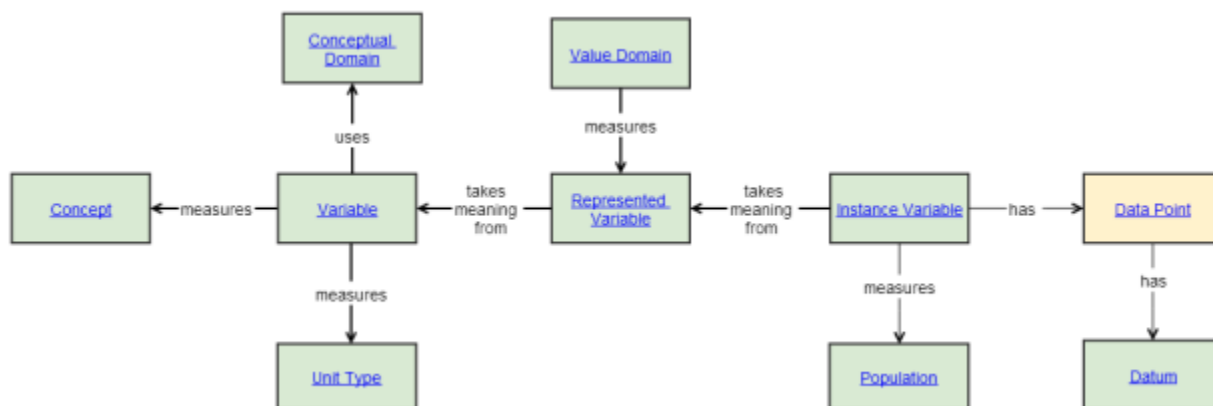 Conceptual
Domain
Value Domain
uses
measures
Concept
measures
Variable
takes
meaning
from
Represented
Variable
takes
meaning
from
Instance Variable
has
Data Point
measures
measures
has
Unit Type
Population
Datum